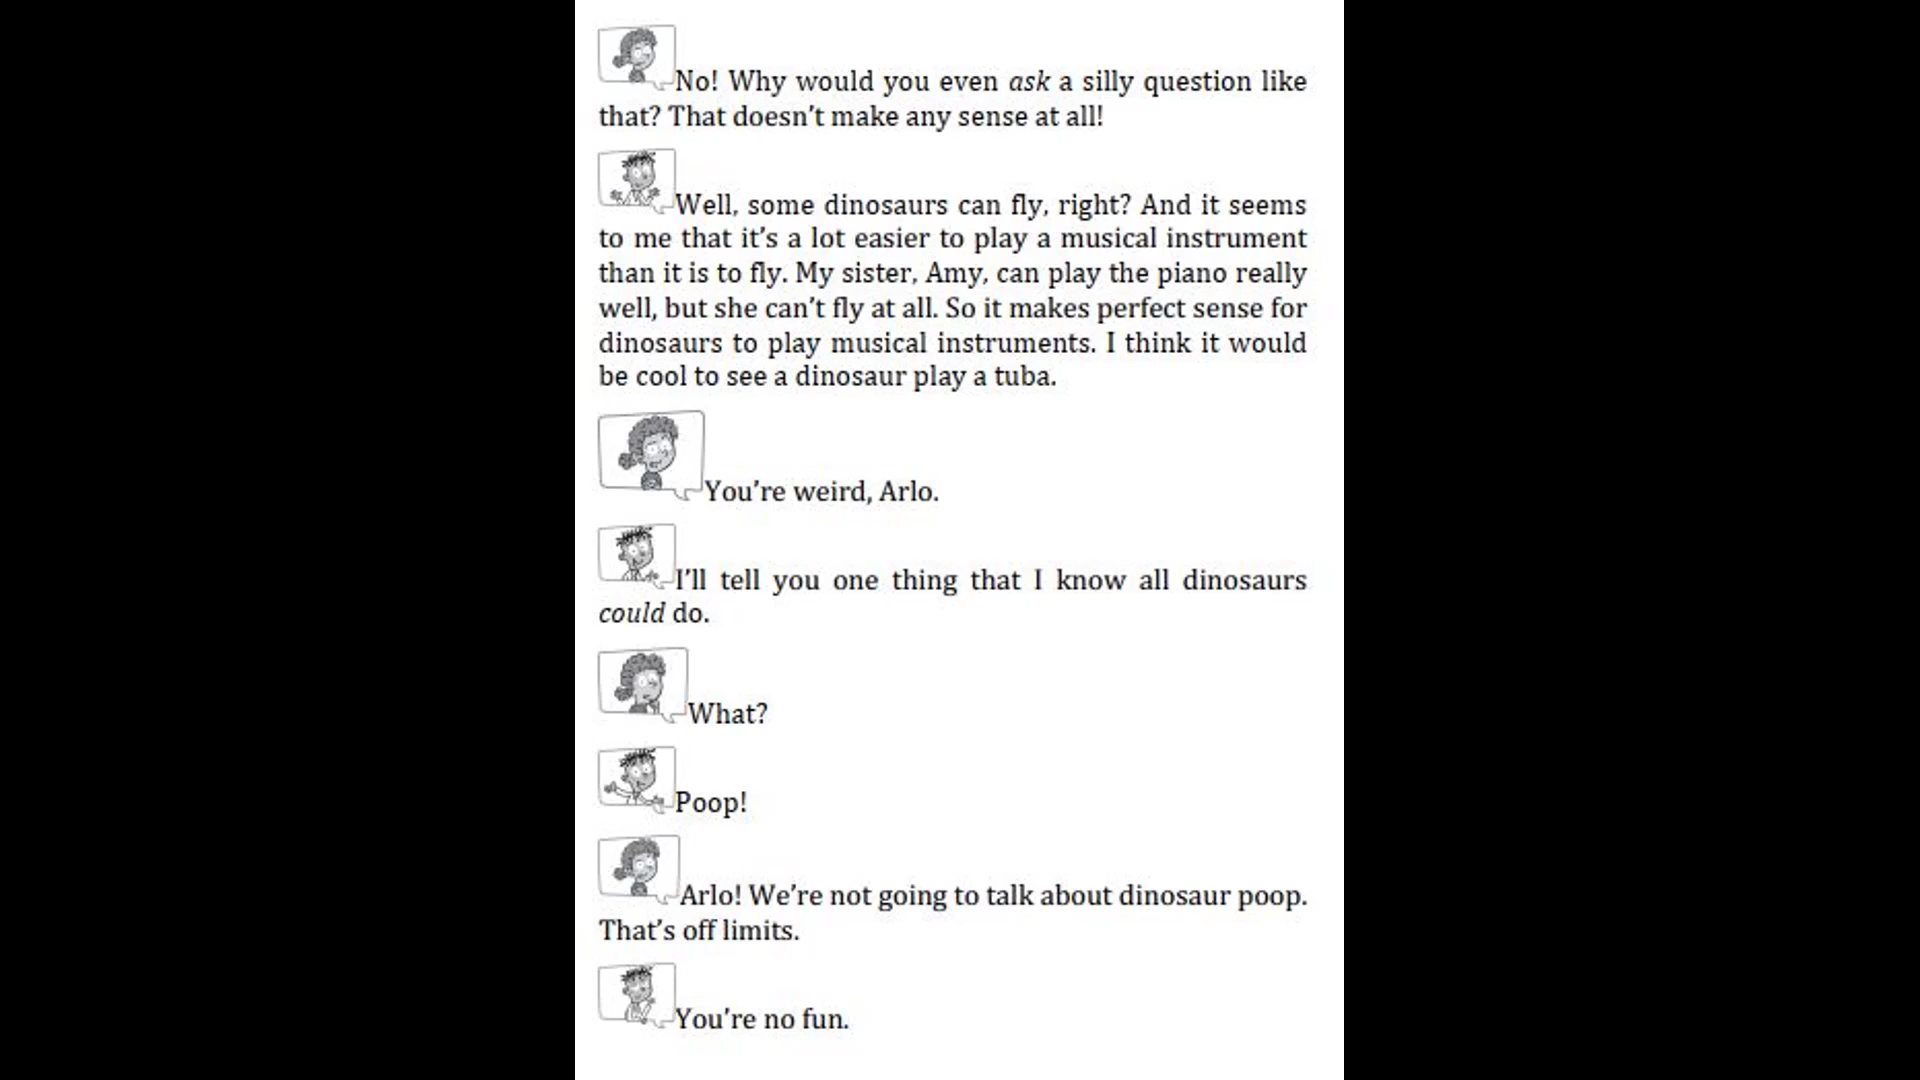 No! Why would you even ask a silly question like
that? That doesn't make any sense at all!
Well, some dinosaurs can fly, right? And it seems
to me that it's a lot easier to play a musical instrument
than it is to fly. My sister, Amy, can play the piano really
well, but she can't fly at all. So it makes perfect sense for
dinosaurs to play musical instruments. I think it would
be cool to see a dinosaur play a tuba.
You're weird, Arlo.
I'll tell you one thing that I know all dinosaurs
could do.
What?
Poop!
Arlo! We're not going to talk about dinosaur poop.
That's off limits.
You're no fun.